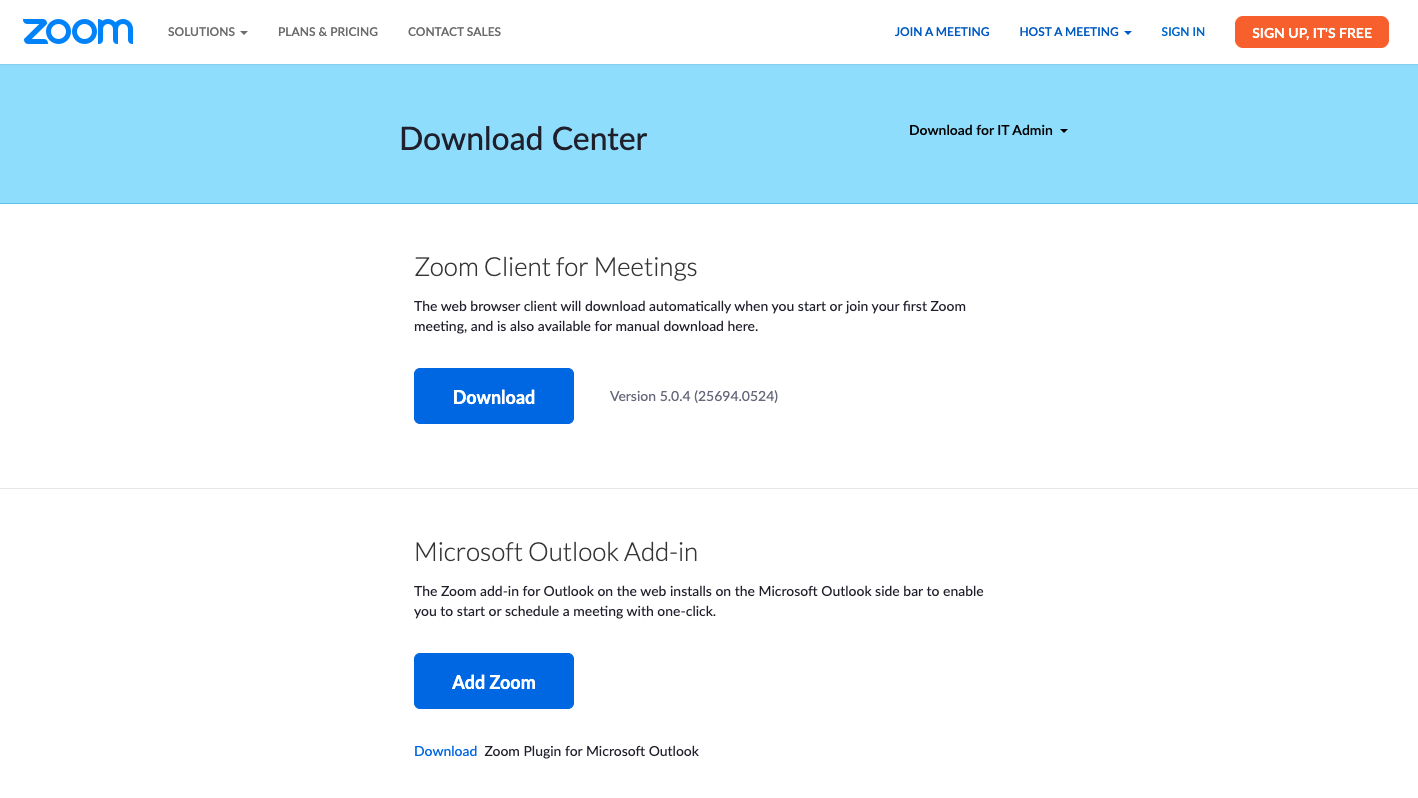 zoom
SOLUTIONS
PLANS & PRICING
CONTACT SALES
JOIN A MEETING
HOST A MEETING
SIGN IN
SIGN UP, IT'S FREE
Download Center
Download for IT Admin
Zoom Client for Meetings
The web browser client will download automatically when you start or join your first Zoom
meeting, and is also available for manual download here.
Download
Version 5.0.4 (25694.0524)
Microsoft Outlook Add-in
The Zoom add-in for Outlook on the web installs on the Microsoft Outlook side bar to enable
you to start or schedule a meeting with one-click.
Add Zoom
Download Zoom Plugin for Microsoft Outlook